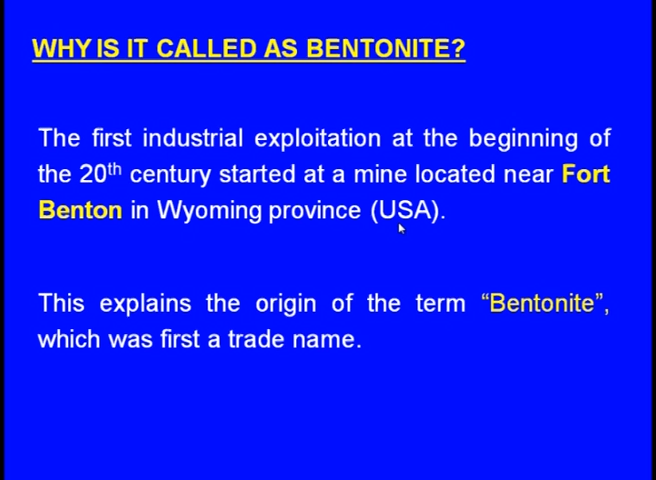 WHY IS IT CALLED AS BENTONITE?
The first industrial exploitation at the beginning of
the 20th century started at a mine located near Fort
Benton in Wyoming province (USA).
This explains the origin of the term “Bentonite”,
which was first a trade name.